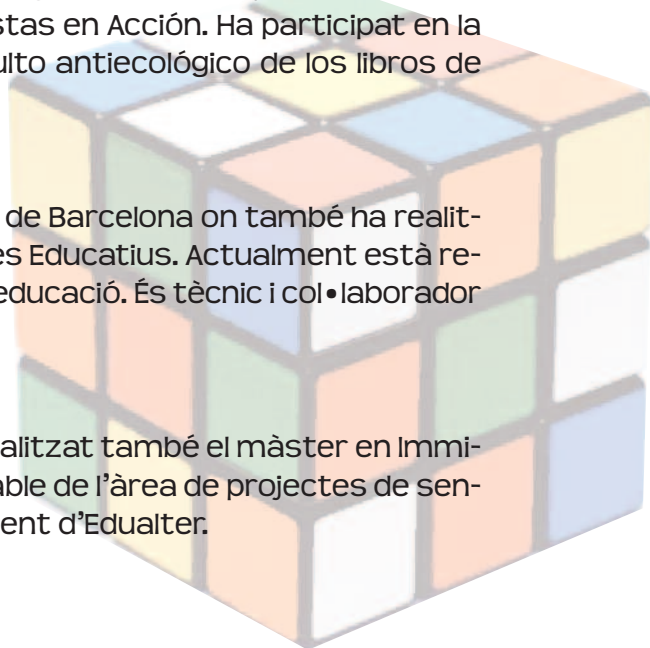 stas en Acción. Ha participat en la
ulto antiecológico de los libros de
de Barcelona on també ha realit-
es Educatius. Actualment està re-
educació. És tècnic i col•laborador
alitzat també el màster en Immi-
able de l’àrea de projectes de sen-
ent d’Edualter.